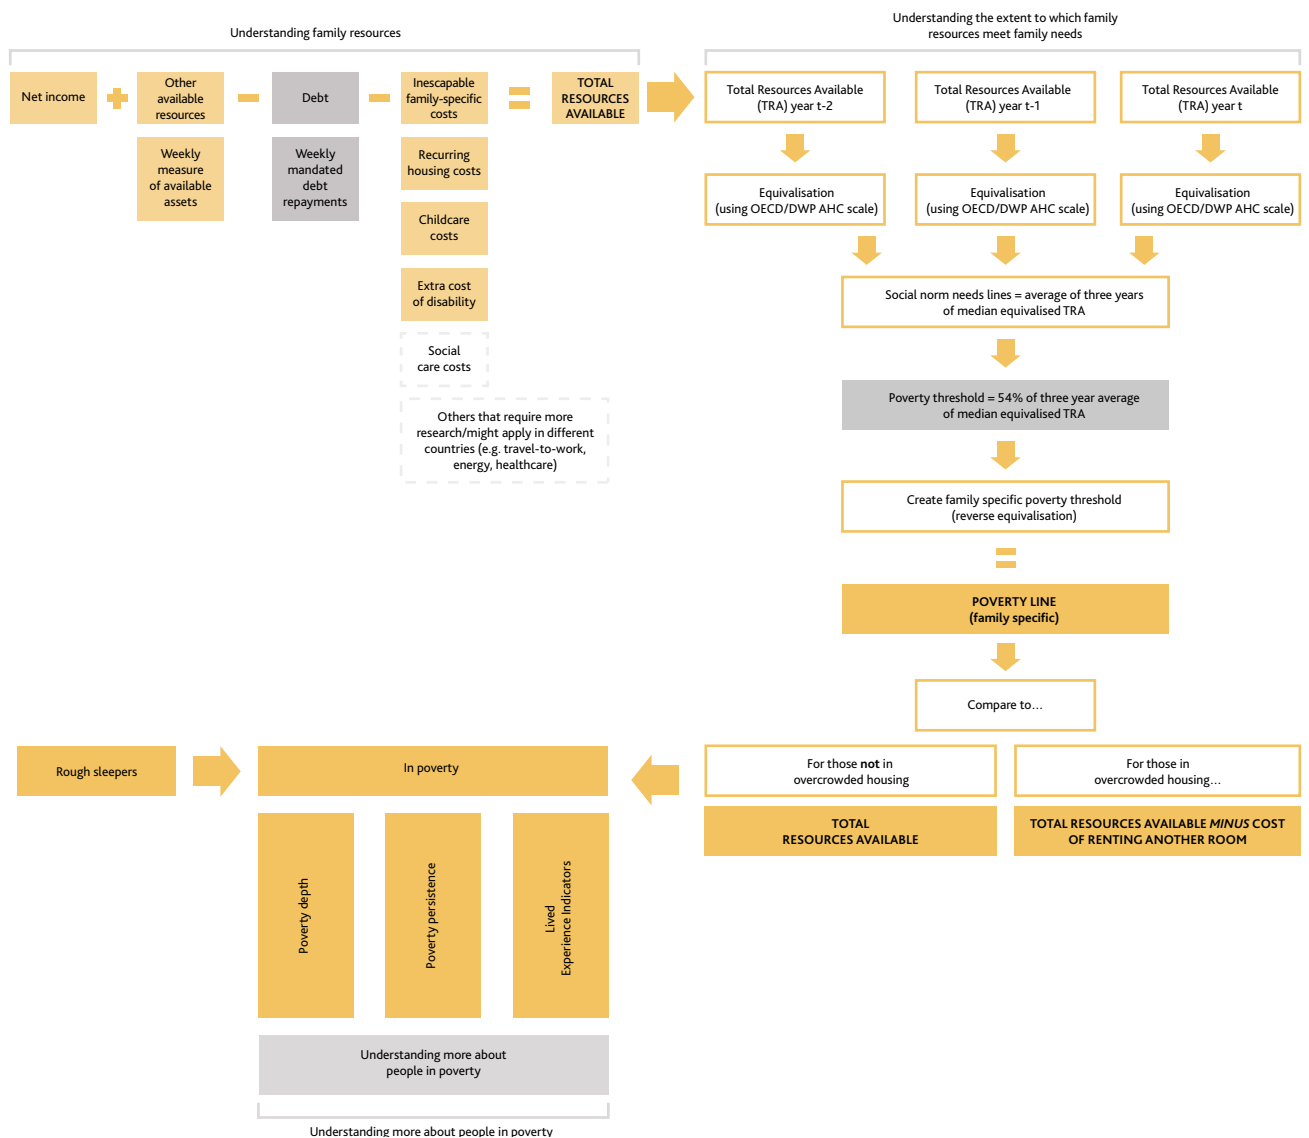 Understanding family resources
Net income
Other
available
resources
Debt
Inescapable
family-specific
costs
TOTAL
RESOURCES
AVAILABLE
Weekly
measure
of available
assets
Weekly
mandated
debt
repayments
Recurring
housing costs
Childcare
costs
Extra cost
of disability
Social
care costs
Others that require more
research/might apply in different
countries (e.g. travel-to-work,
energy, healthcare)
Understanding the extent to which family
resources meet family needs
Total Resources Available
(TRA) year t-2
Total Resources Available
(TRA) year t-1
Total Resources Available
(TRA) year t
Equivalisation
(using OECD/DWP AHC scale)
Equivalisation
(using OECD/DWP AHC scale)
Equivalisation
(using OECD/DWP AHC scale)
Social norm needs lines = average of three years
of median equivalised TRA
Poverty threshold = 54% of three year average
of median equivalised TRA
Create family specific poverty threshold
(reverse equivalisation)
POVERTY LINE
(family specific)
Compare to...
For those not in
overcrowded housing
For those in
overcrowded housing...
TOTAL
RESOURCES AVAILABLE
TOTAL RESOURCES AVAILABLE MINUS COST
OF RENTING ANOTHER ROOM
Rough sleepers
In poverty
Poverty depth
Poverty persistence
Lived
Experience Indicators
Understanding more about
people in poverty
Understanding more about people in poverty